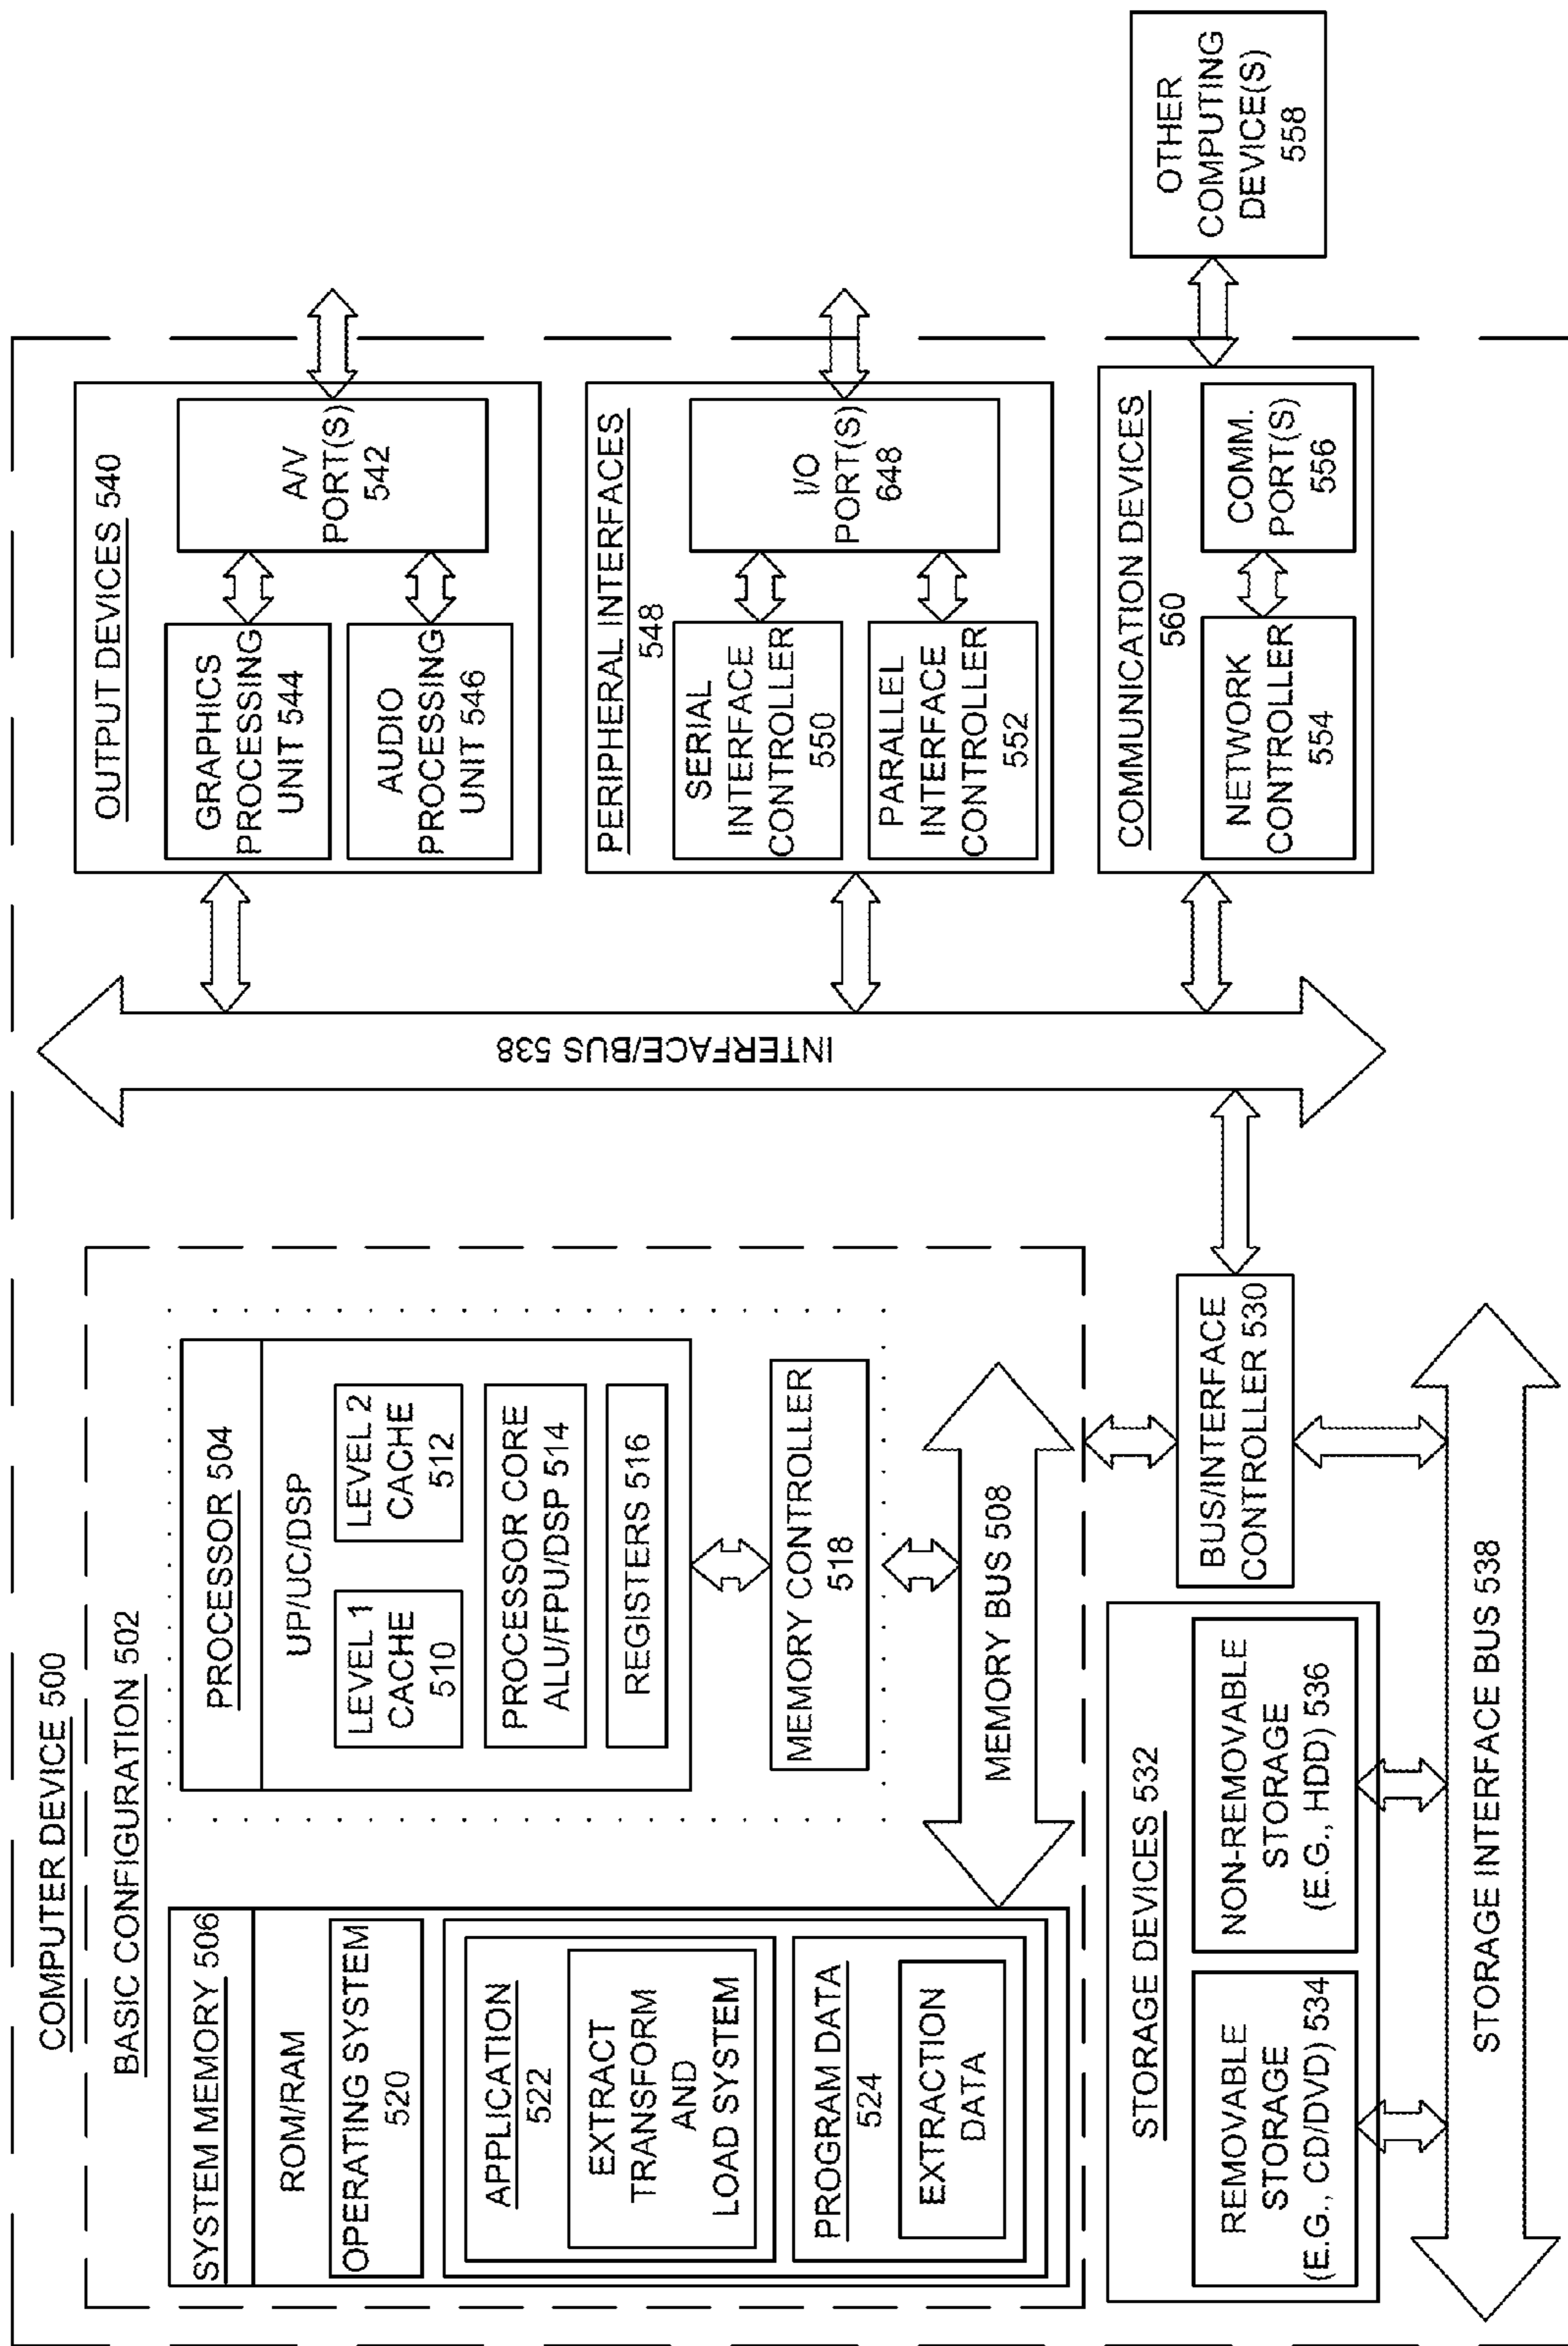 COMPUTER DEVICE 500
BASIC CONFIGURATION 502
SYSTEM MEMORY 506
ROM/RAM
OPERATING SYSTEM
520
APPLICATION
522
EXTRACT
TRANSFORM
AND
LOAD SYSTEM
PROGRAM DATA
524
EXTRACTION
DATA
PROCESSOR 504
UP/UC/DSP
LEVEL 1
CACHE
510
LEVEL 2
CACHE
512
PROCESSOR CORE
ALU/FPU/DSP 514
REGISTERS 516
MEMORY CONTROLLER
518
MEMORY BUS 508
BUS/INTERFACE
CONTROLLER 530
STORAGE DEVICES 532
REMOVABLE
STORAGE
(E.G., CD/DVD) 534
NON-REMOVABLE
STORAGE
(E.G., HDD) 536
STORAGE INTERFACE BUS 538
INTERFACE/BUS 538
OUTPUT DEVICES 540
GRAPHICS
PROCESSING
UNIT 544
AUDIO
PROCESSING
UNIT 546
A/V
PORT(S)
542
PERIPHERAL INTERFACES
548
SERIAL
INTERFACE
CONTROLLER
550
PARALLEL
INTERFACE
CONTROLLER
552
I/O
PORT(S)
648
COMMUNICATION DEVICES
560
NETWORK
CONTROLLER
554
COMM.
PORT(S)
556
OTHER
COMPUTING
DEVICE(S)
558